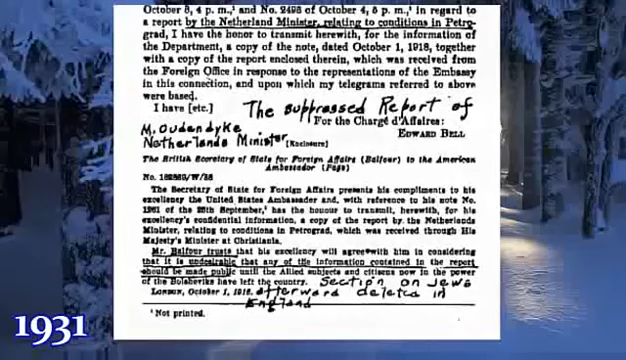 October 8, 4 p. m.,¹ and No. 2498 of October 4, 5 p. m.,¹ in regard to
a report by the Netherland Minister, relating to conditions in Petro-
grad, I have the honor to transmit herewith, for the information of
the Department, a copy of the note, dated October 1, 1918, together
with a copy of the report enclosed therein, which was received from
the Foreign Office in response to the representations of the Embassy
in this connection, and upon which my telegrams referred to above
were based.
I have [etc.]
The suppressed Report of
For the Chargé d'Affaires:
M. Oudendyke
EDWARD BELL
Netherlands Minister
[Enclosure]
The British Secretary of State for Foreign Affairs (Balfour) to the American
Ambassador (Page)
The Secretary of State for Foreign Affairs presents his compliments to his
excellency the United States Ambassador and, with reference to his note No.
1261 of the 25th September,¹ has the honour to transmit, herewith, for his
excellency's confidential information, a copy of the report by the Netherlands
Minister, relating to conditions in Petrograd, which was received through His
Majesty's Minister at Christiania.
Mr. Balfour trusts that his excellency will agree with him in considering
that it is undesirable that any of the information contained in the report
should be made public until the Allied subjects and citizens now in the power
of the Bolsheviks have left the country.
Section on Jews
LONDON, October 1, 1918.
afterward deleted in
England
¹ Not printed.
1931